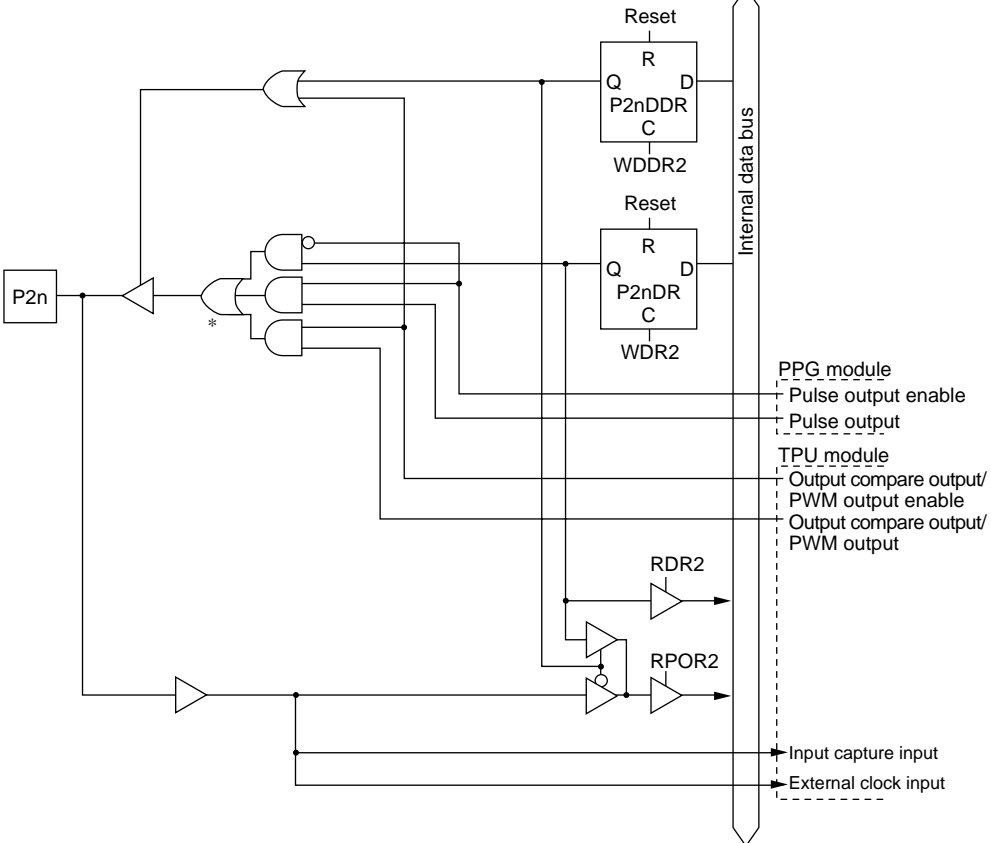 Reset
R
Q D
P2nDDR
C
WDDR2
Internal data bus
Reset
R
Q D
P2nDR
C
WDR2
P2n
*
PPG module
Pulse output enable
Pulse output
TPU module
Output compare output/
PWM output enable
Output compare output/
PWM output
RDR2
RPOR2
Input capture input
External clock input